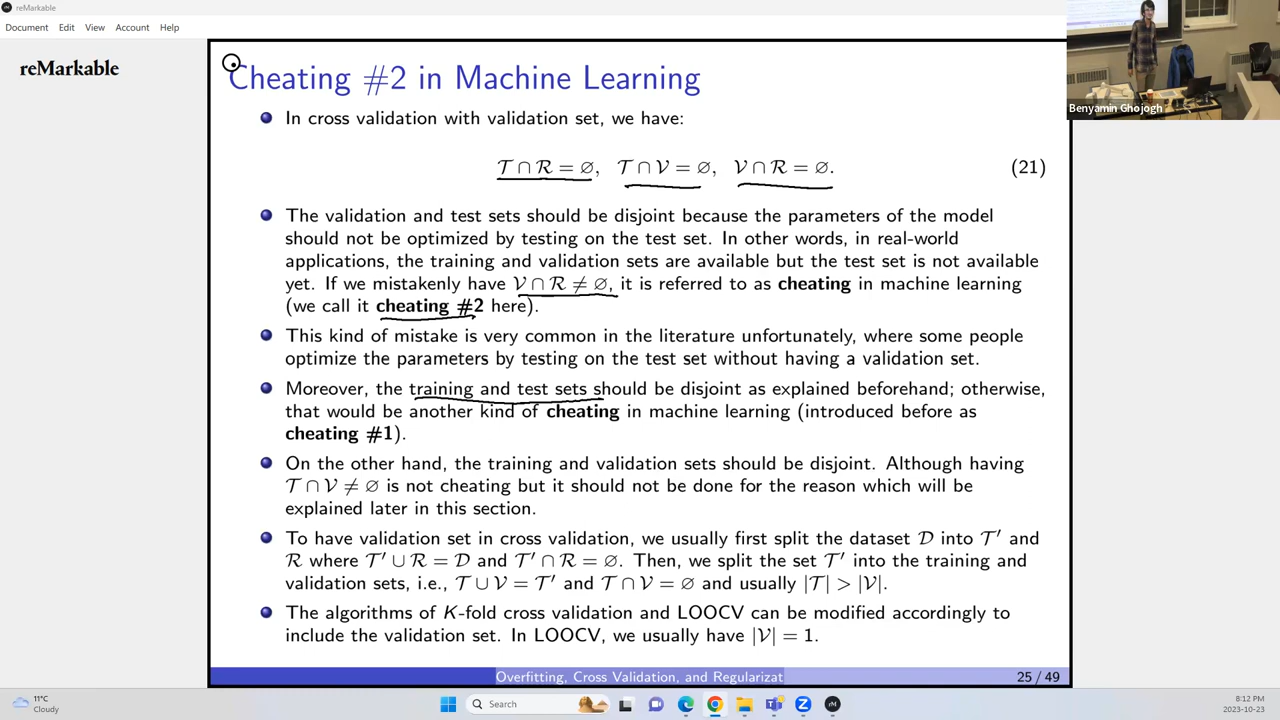 reMarkable
Document Edit View Account Help
reMarkable
Cheating #2 in Machine Learning
In cross validation with validation set, we have:
𝒯 ∩ ℛ = ∅, 𝒯 ∩ 𝒱 = ∅, 𝒱 ∩ ℛ = ∅. (21)
The validation and test sets should be disjoint because the parameters of the model
should not be optimized by testing on the test set. In other words, in real-world
applications, the training and validation sets are available but the test set is not available
yet. If we mistakenly have 𝒱 ∩ ℛ ≠ ∅, it is referred to as cheating in machine learning
(we call it cheating #2 here).
This kind of mistake is very common in the literature unfortunately, where some people
optimize the parameters by testing on the test set without having a validation set.
Moreover, the training and test sets should be disjoint as explained beforehand; otherwise,
that would be another kind of cheating in machine learning (introduced before as
cheating #1).
On the other hand, the training and validation sets should be disjoint. Although having
𝒯 ∩ 𝒱 ≠ ∅ is not cheating but it should not be done for the reason which will be
explained later in this section.
To have validation set in cross validation, we usually first split the dataset 𝒟 into 𝒯′ and
ℛ where 𝒯′ ∪ ℛ = 𝒟 and 𝒯′ ∩ ℛ = ∅. Then, we split the set 𝒯′ into the training and
validation sets, i.e., 𝒯 ∪ 𝒱 = 𝒯′ and 𝒯 ∩ 𝒱 = ∅ and usually |𝒯| > |𝒱|.
The algorithms of K-fold cross validation and LOOCV can be modified accordingly to
include the validation set. In LOOCV, we usually have |𝒱| = 1.
Overfitting, Cross Validation, and Regularizat 25 / 49
Benyamin Ghojogh
11°C
Cloudy
Search
8:12 PM
2023-10-23